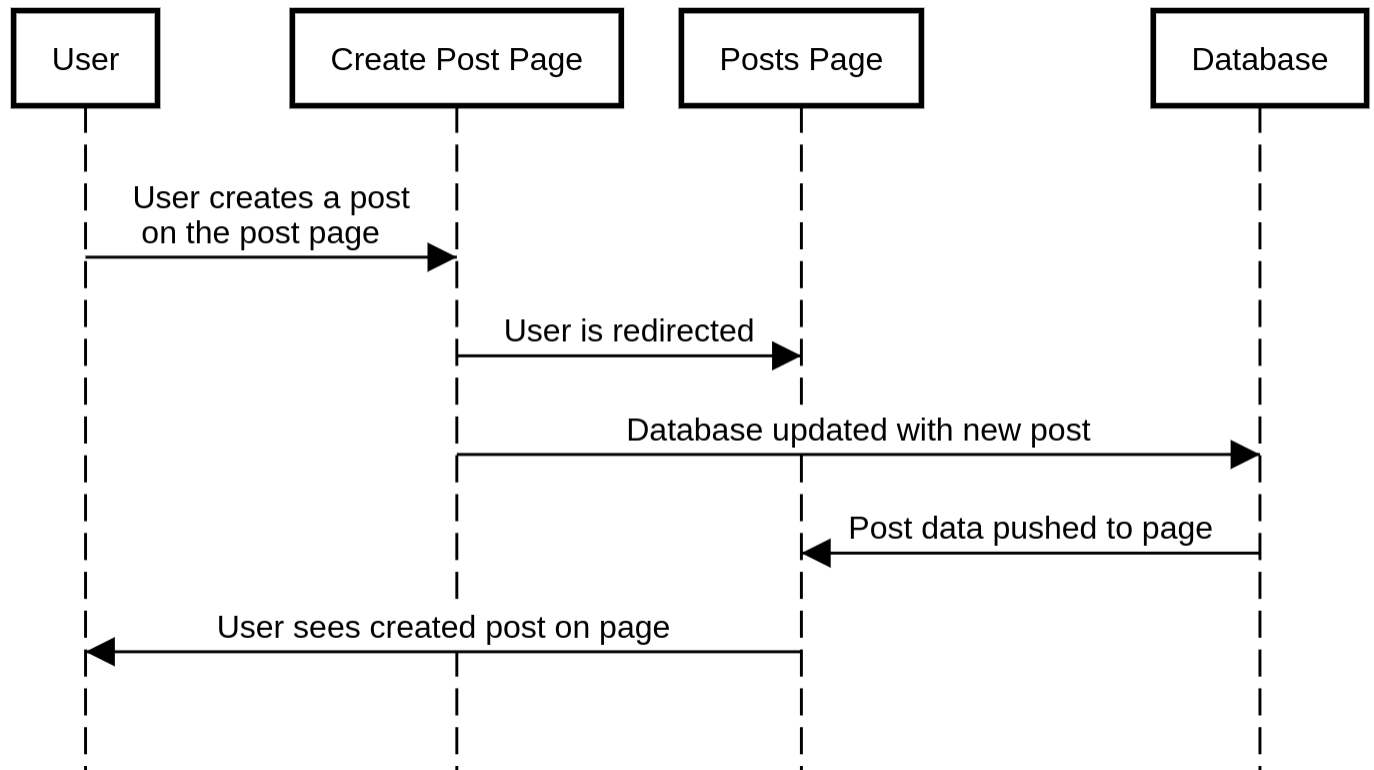 User
Create Post Page
Posts Page
Database
User creates a post
on the post page
User is redirected
Database updated with new post
Post data pushed to page
User sees created post on page